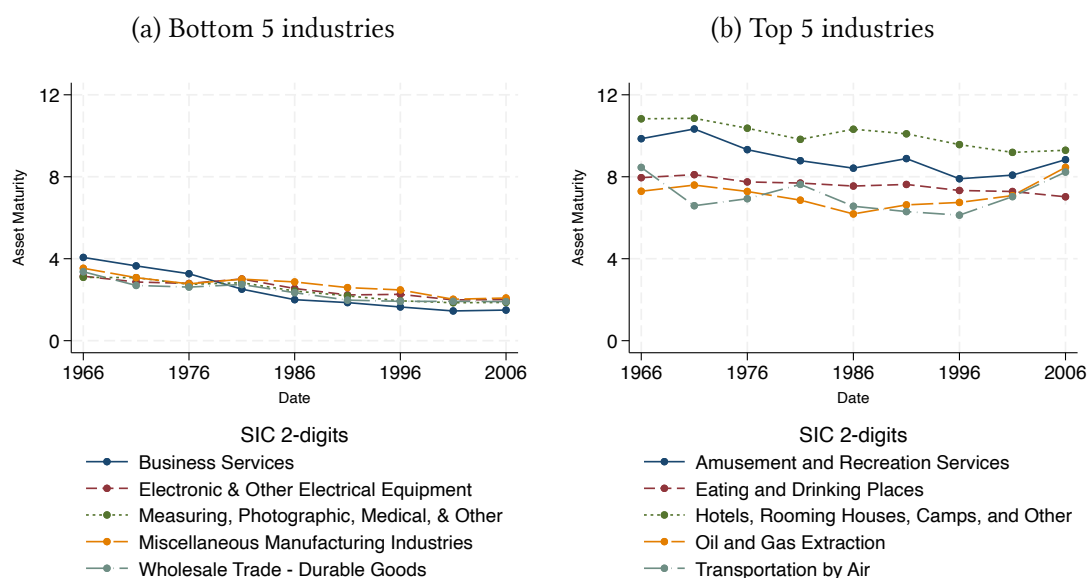 (a) Bottom 5 industries
12
8
4
0
Asset Maturity
1966 1976 1986 1996 2006
Date
SIC 2-digits
Business Services
Electronic & Other Electrical Equipment
Measuring, Photographic, Medical, & Other
Miscellaneous Manufacturing Industries
Wholesale Trade - Durable Goods
(b) Top 5 industries
12
8
4
0
Asset Maturity
1966 1976 1986 1996 2006
Date
SIC 2-digits
Amusement and Recreation Services
Eating and Drinking Places
Hotels, Rooming Houses, Camps, and Other
Oil and Gas Extraction
Transportation by Air